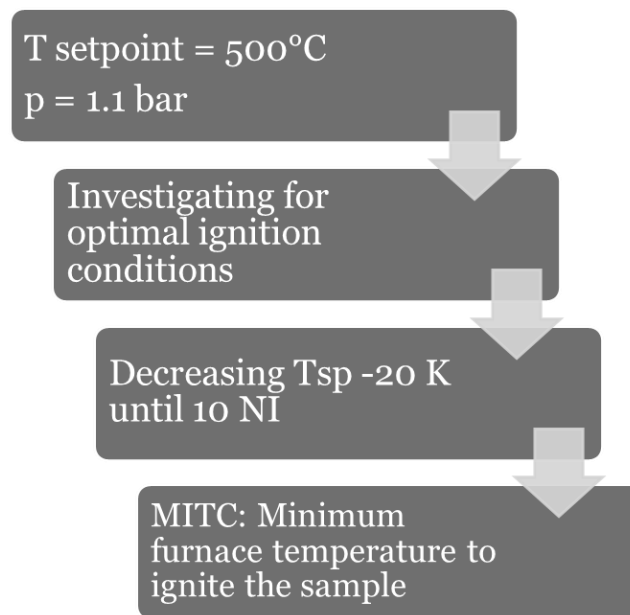 T setpoint = 500°C
p = 1.1 bar
Investigating for
optimal ignition
conditions
Decreasing Tsp -20 K
until 10 NI
MITC: Minimum
furnace temperature to
ignite the sample